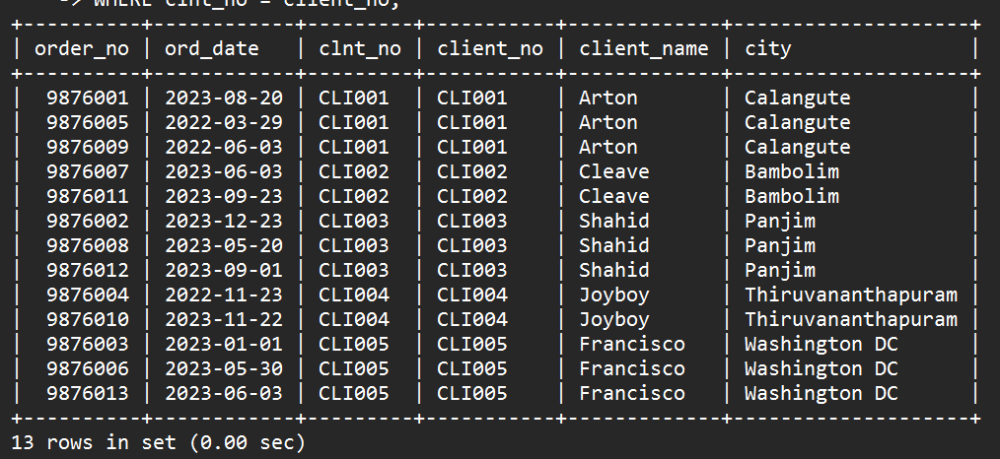 -> WHERE clnt_no = client_no;
+----------+------------+---------+-----------+-------------+--------------------+
| order_no | ord_date   | clnt_no | client_no | client_name | city               |
+----------+------------+---------+-----------+-------------+--------------------+
|  9876001 | 2023-08-20 | CLI001  | CLI001    | Arton       | Calangute          |
|  9876005 | 2022-03-29 | CLI001  | CLI001    | Arton       | Calangute          |
|  9876009 | 2022-06-03 | CLI001  | CLI001    | Arton       | Calangute          |
|  9876007 | 2023-06-03 | CLI002  | CLI002    | Cleave      | Bambolim           |
|  9876011 | 2023-09-23 | CLI002  | CLI002    | Cleave      | Bambolim           |
|  9876002 | 2023-12-23 | CLI003  | CLI003    | Shahid      | Panjim             |
|  9876008 | 2023-05-20 | CLI003  | CLI003    | Shahid      | Panjim             |
|  9876012 | 2023-09-01 | CLI003  | CLI003    | Shahid      | Panjim             |
|  9876004 | 2022-11-23 | CLI004  | CLI004    | Joyboy      | Thiruvananthapuram |
|  9876010 | 2023-11-22 | CLI004  | CLI004    | Joyboy      | Thiruvananthapuram |
|  9876003 | 2023-01-01 | CLI005  | CLI005    | Francisco   | Washington DC      |
|  9876006 | 2023-05-30 | CLI005  | CLI005    | Francisco   | Washington DC      |
|  9876013 | 2023-06-03 | CLI005  | CLI005    | Francisco   | Washington DC      |
+----------+------------+---------+-----------+-------------+--------------------+
13 rows in set (0.00 sec)